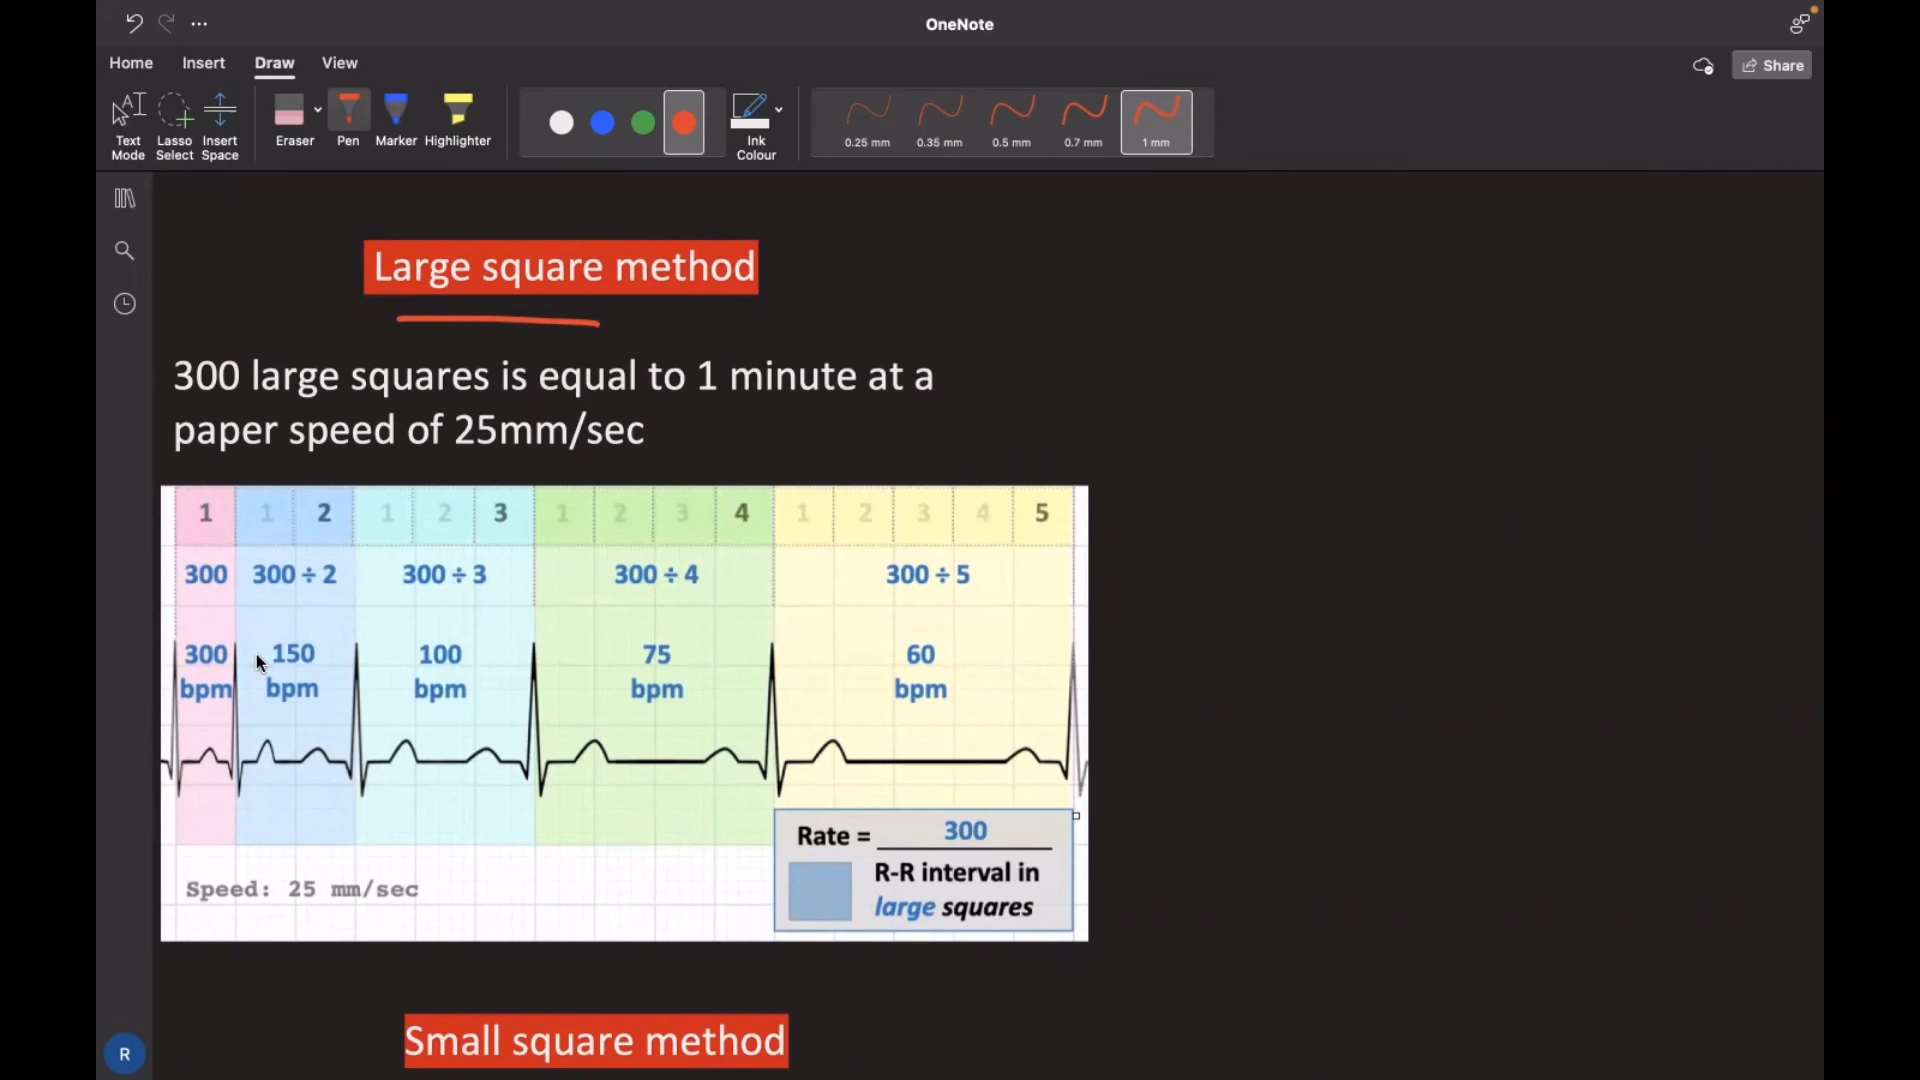 OneNote
Home Insert Draw View
Share
Text Mode
Lasso Select
Insert Space
Eraser
Pen
Marker
Highlighter
Ink Colour
0.25 mm 0.35 mm 0.5 mm 0.7 mm 1 mm
Large square method
300 large squares is equal to 1 minute at a
paper speed of 25mm/sec
1 1 2 1 2 3 1 2 3 4 1 2 3 4 5
300 300 ÷ 2 300 ÷ 3 300 ÷ 4 300 ÷ 5
300 150 100 75 60
bpm bpm bpm bpm bpm
Rate = 300
R-R interval in
large squares
Speed: 25 mm/sec
Small square method
R